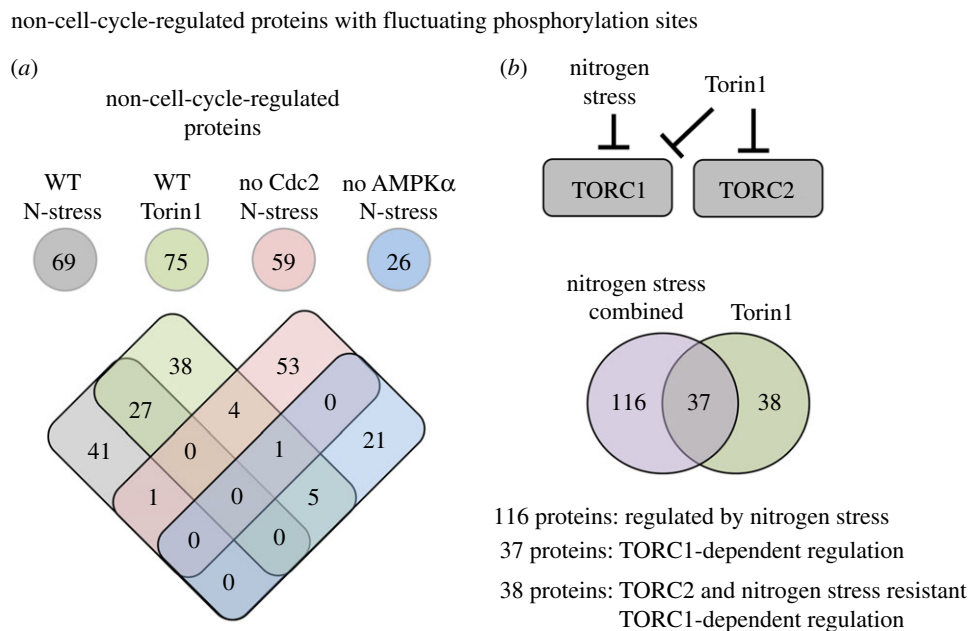 non-cell-cycle-regulated proteins with fluctuating phosphorylation sites
(a)
non-cell-cycle-regulated
proteins
WT
N-stress
WT
Torin1
no Cdc2
N-stress
no AMPKα
N-stress
69
75
59
26
38
53
27
4
0
41
0
1
21
1
0
5
0
0
0
(b)
nitrogen
stress
Torin1
TORC1
TORC2
nitrogen stress
combined
Torin1
116
37
38
116 proteins: regulated by nitrogen stress
37 proteins: TORC1-dependent regulation
38 proteins: TORC2 and nitrogen stress resistant
TORC1-dependent regulation